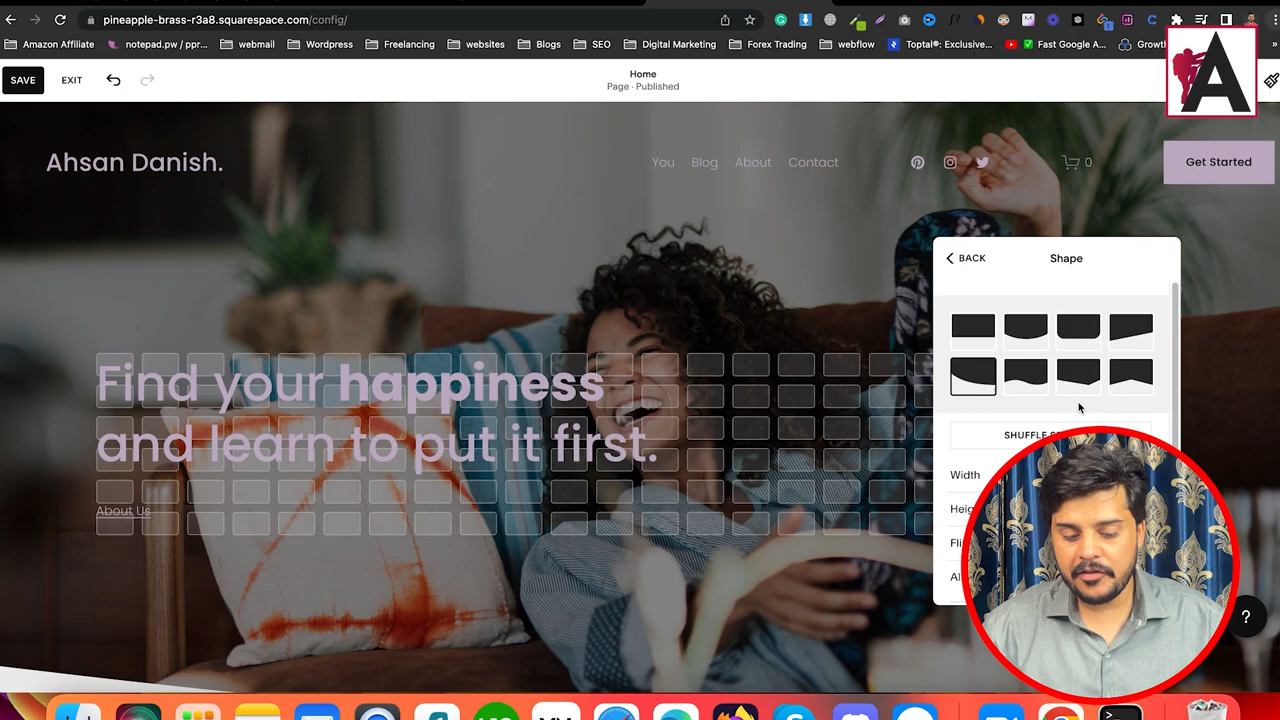 pineapple-brass-r3a8.squarespace.com/config/
Amazon Affiliate
notepad.pw / ppr...
webmail
Wordpress
Freelancing
websites
Blogs
SEO
Digital Marketing
Forex Trading
webflow
Toptal®: Exclusive...
Fast Google A...
Growth
»
SAVE
EXIT
Home
Page · Published
A
Ahsan Danish.
You
Blog
About
Contact
0
Get Started
Find your happiness
and learn to put it first.
About Us
BACK
Shape
SHUFFLE
Width
?